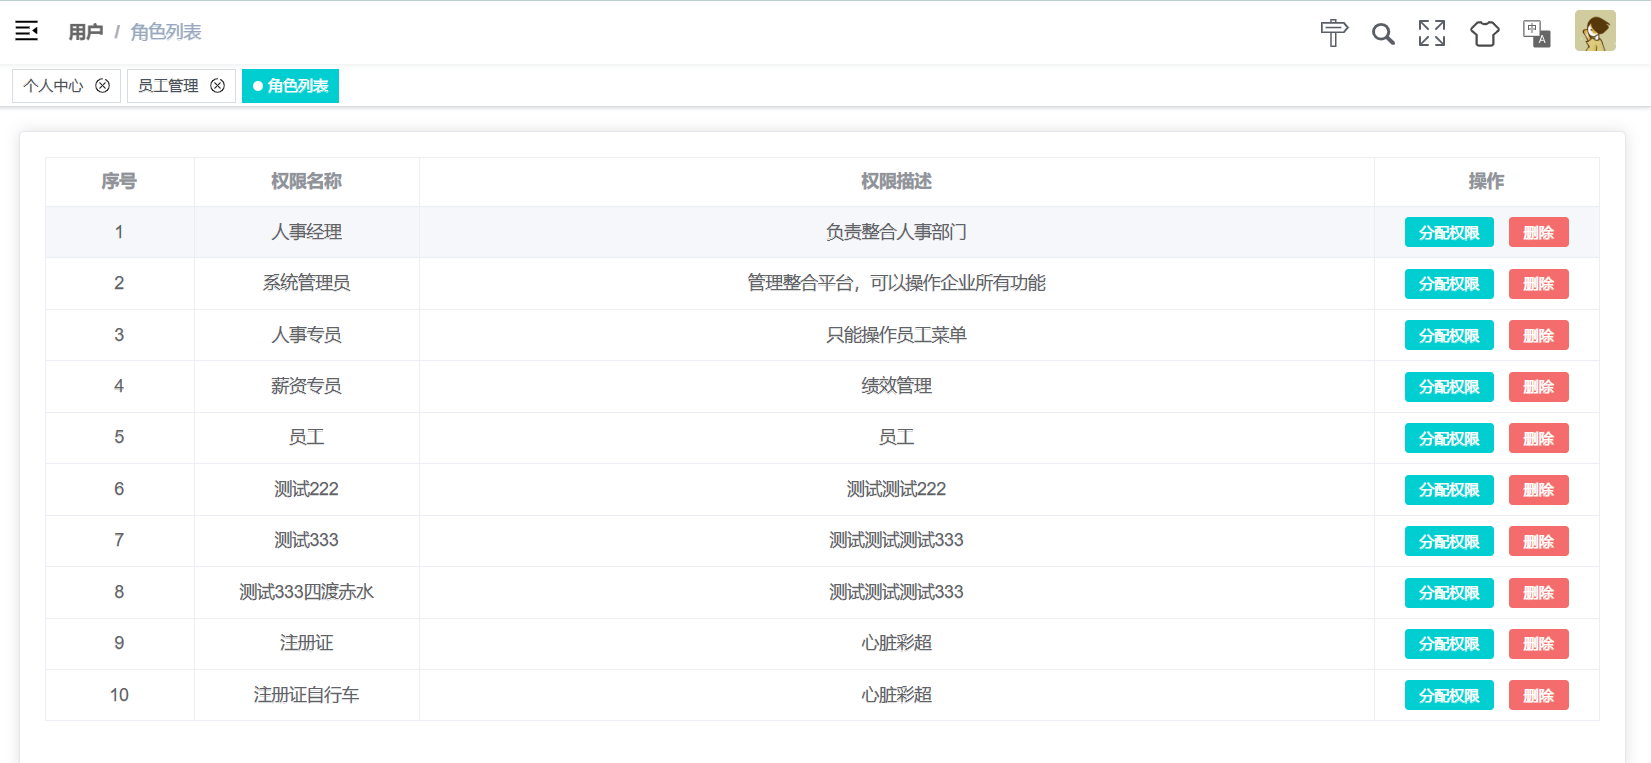 用户 / 角色列表
中 A
个人中心 员工管理 角色列表
序号 权限名称 权限描述 操作
1 人事经理 负责整合人事部门 分配权限 删除
2 系统管理员 管理整合平台，可以操作企业所有功能 分配权限 删除
3 人事专员 只能操作员工菜单 分配权限 删除
4 薪资专员 绩效管理 分配权限 删除
5 员工 员工 分配权限 删除
6 测试222 测试测试222 分配权限 删除
7 测试333 测试测试测试333 分配权限 删除
8 测试333四渡赤水 测试测试测试333 分配权限 删除
9 注册证 心脏彩超 分配权限 删除
10 注册证自行车 心脏彩超 分配权限 删除